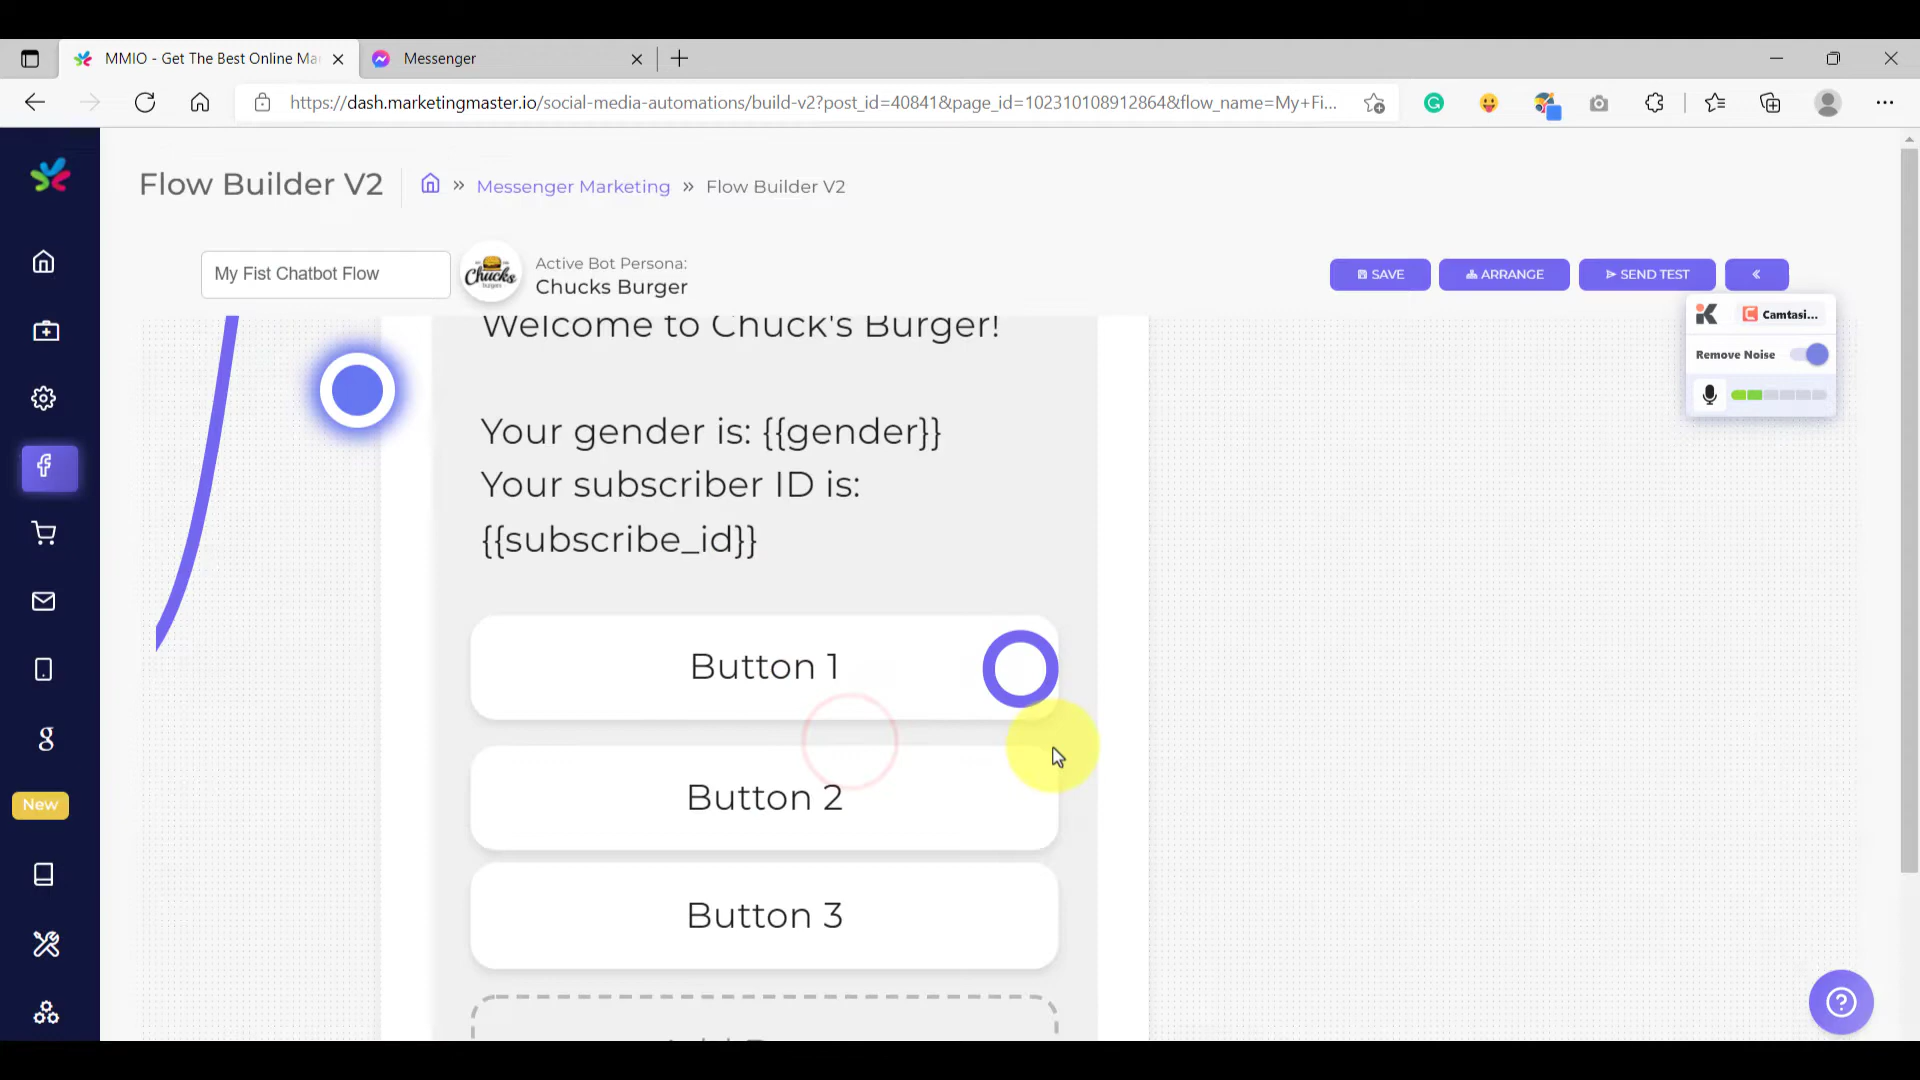 MMIO - Get The Best Online Ma
Messenger
https://dash.marketingmaster.io/social-media-automations/build-v2?post_id=40841&page_id=102310108912864&flow_name=My+Fi...
Flow Builder V2
» Messenger Marketing » Flow Builder V2
My Fist Chatbot Flow
Chucks
burgers
Active Bot Persona:
Chucks Burger
SAVE
ARRANGE
SEND TEST
Camtasi...
Remove Noise
Welcome to Chuck's Burger!
Your gender is: {{gender}}
Your subscriber ID is:
{{subscribe_id}}
Button 1
Button 2
Button 3
New